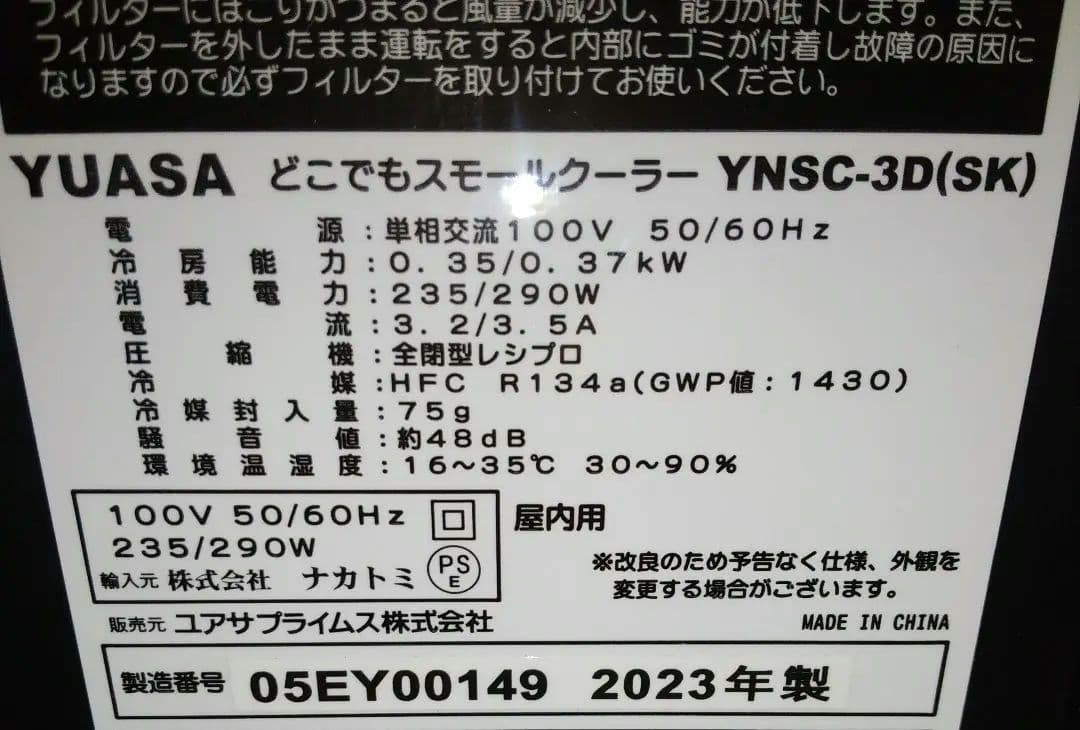 フィルターにほこりがつまると風量が減少し、能力が低下します。また、
フィルターを外したまま運転をすると内部にゴミが付着し故障の原因に
なりますので必ずフィルターを取り付けてお使いください。
YUASA どこでもスモールクーラー YNSC-3D(SK)
電源:単相交流100V 50/60Hz
冷房能力:0.35/0.37kW
消費電力:235/290W
電流:3.2/3.5A
圧縮機:全閉型レシプロ
冷媒:HFC R134a(GWP値:1430)
冷媒封入量:75g
騒音値:約48dB
環境温湿度:16~35℃ 30~90%
100V 50/60Hz
235/290W
輸入元 株式会社 ナカトミ
PS
E
屋内用
※改良のため予告なく仕様、外観を
変更する場合がございます。
販売元 ユアサプライムス株式会社
MADE IN CHINA
製造番号 05EY00149 2023年製